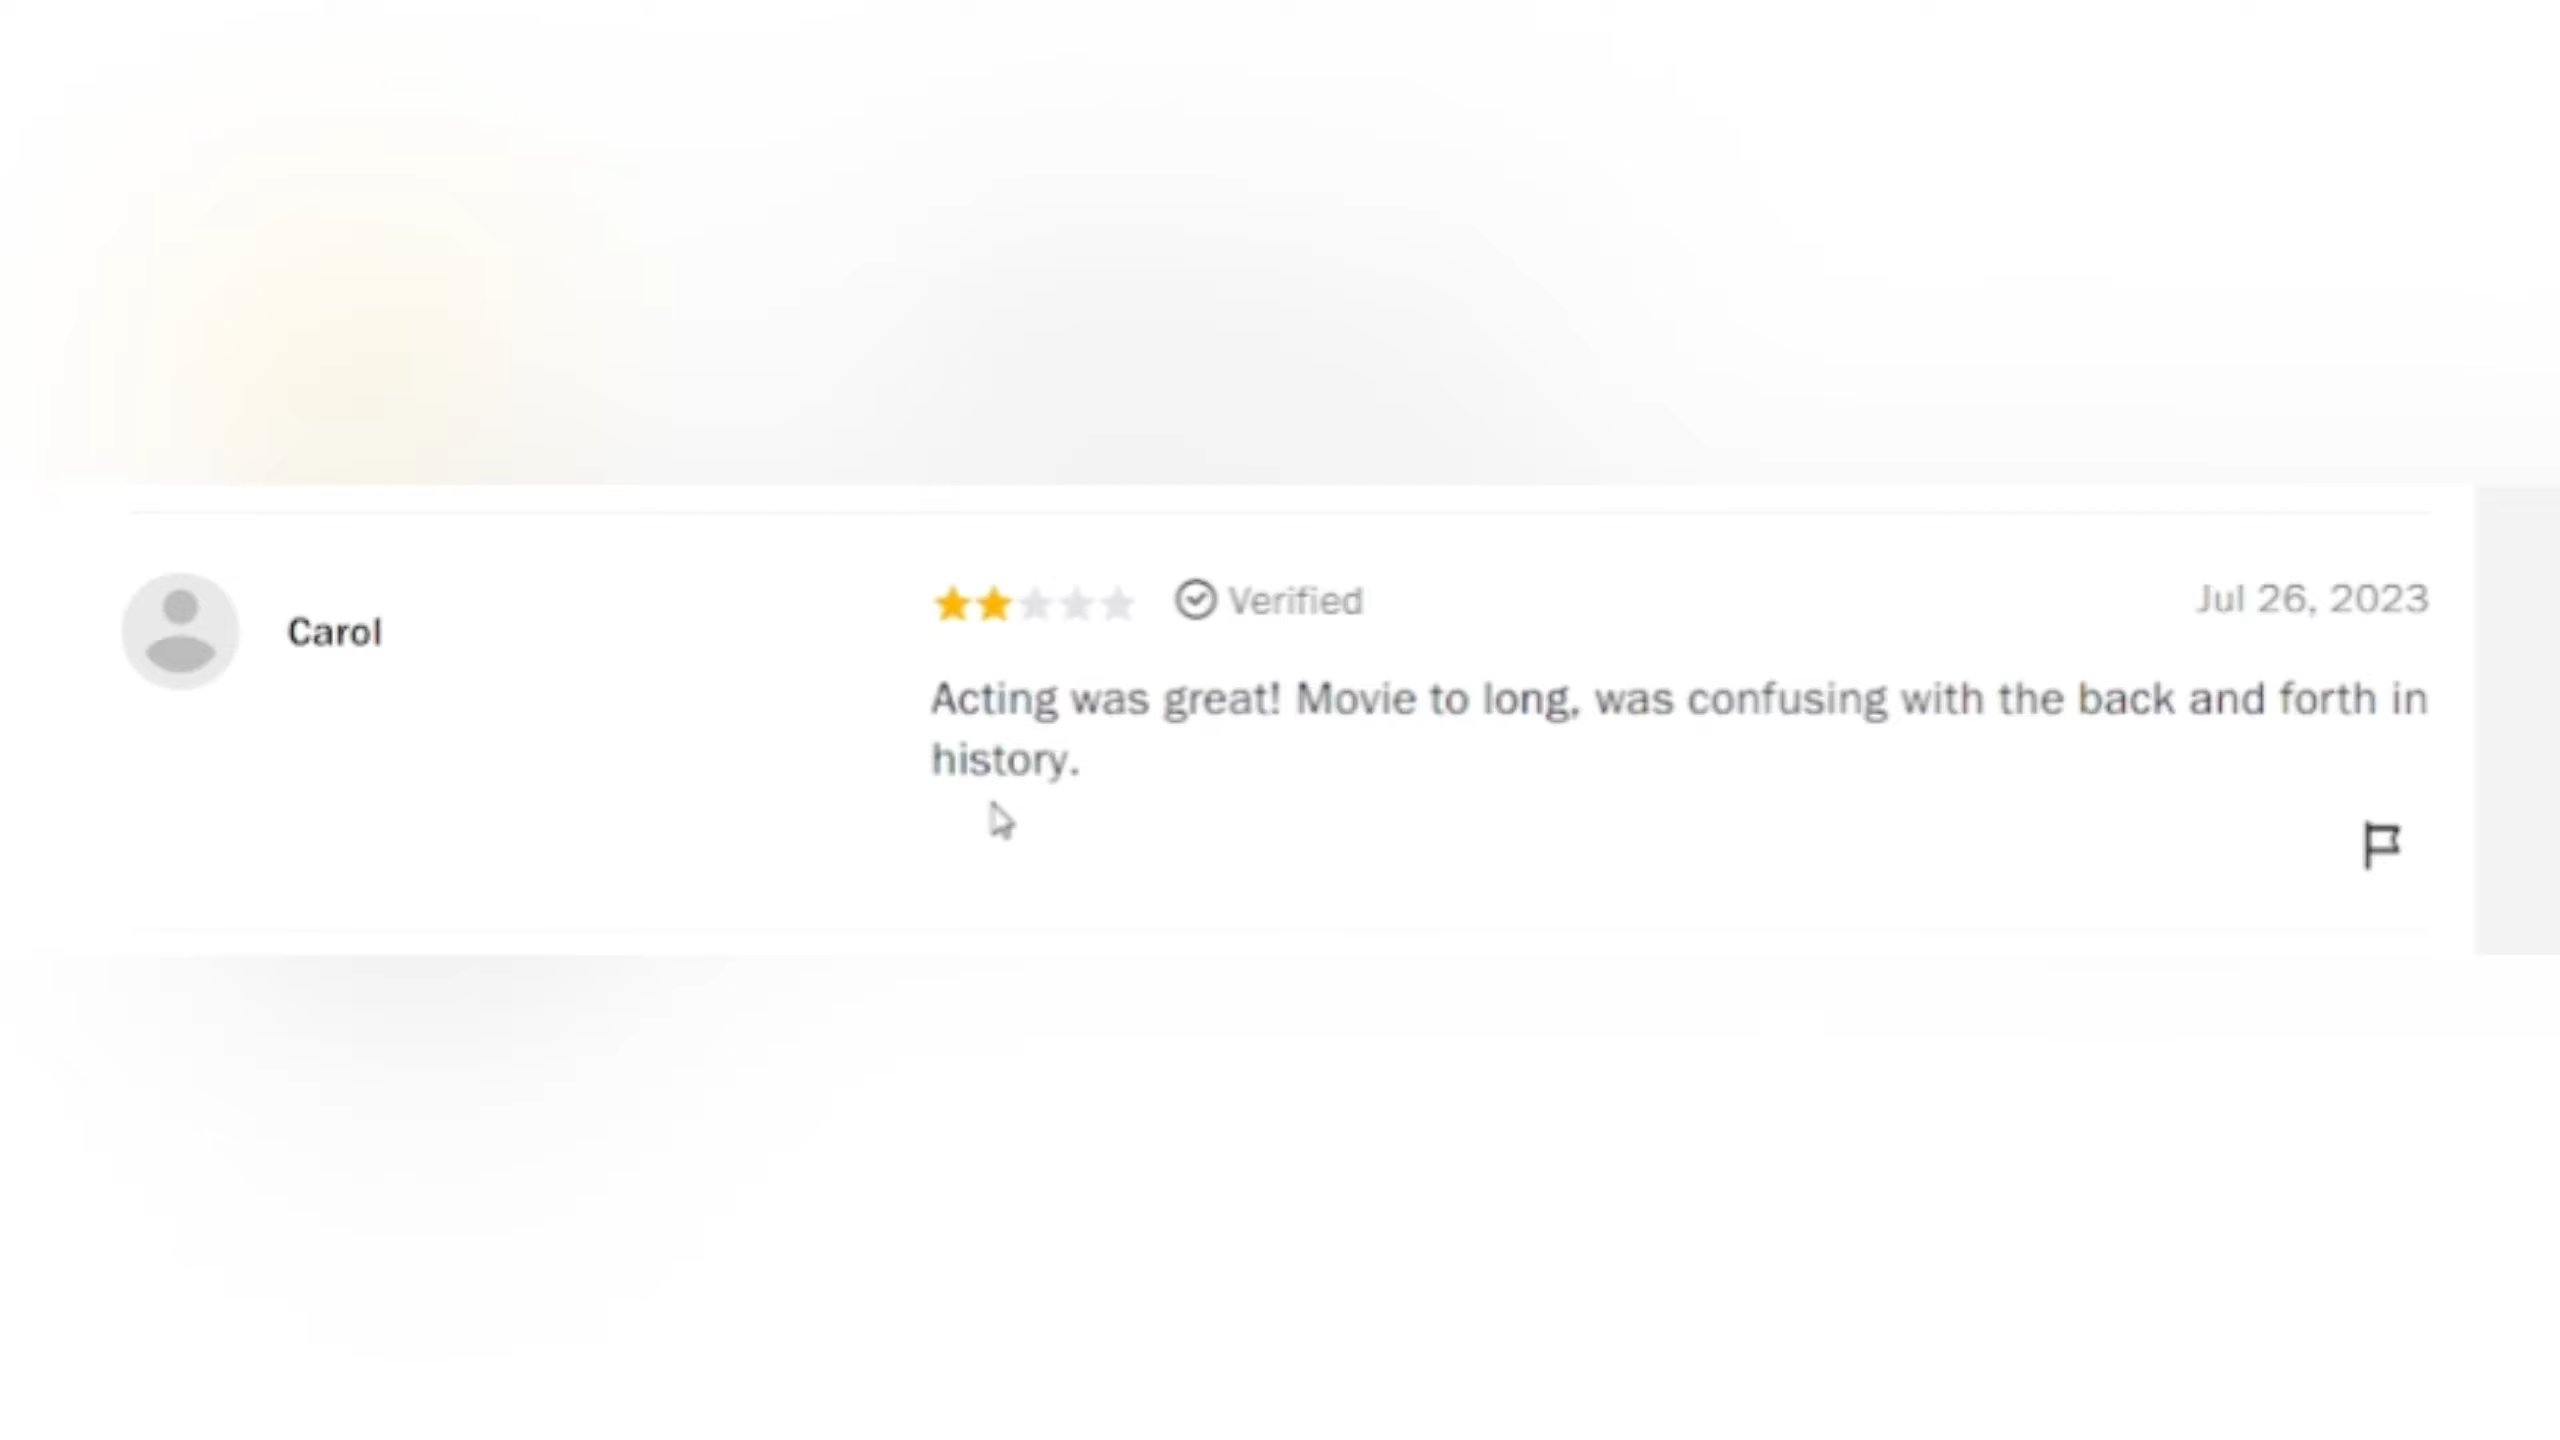 Carol
Verified
Jul 26, 2023
Acting was great! Movie to long, was confusing with the back and forth in
history.